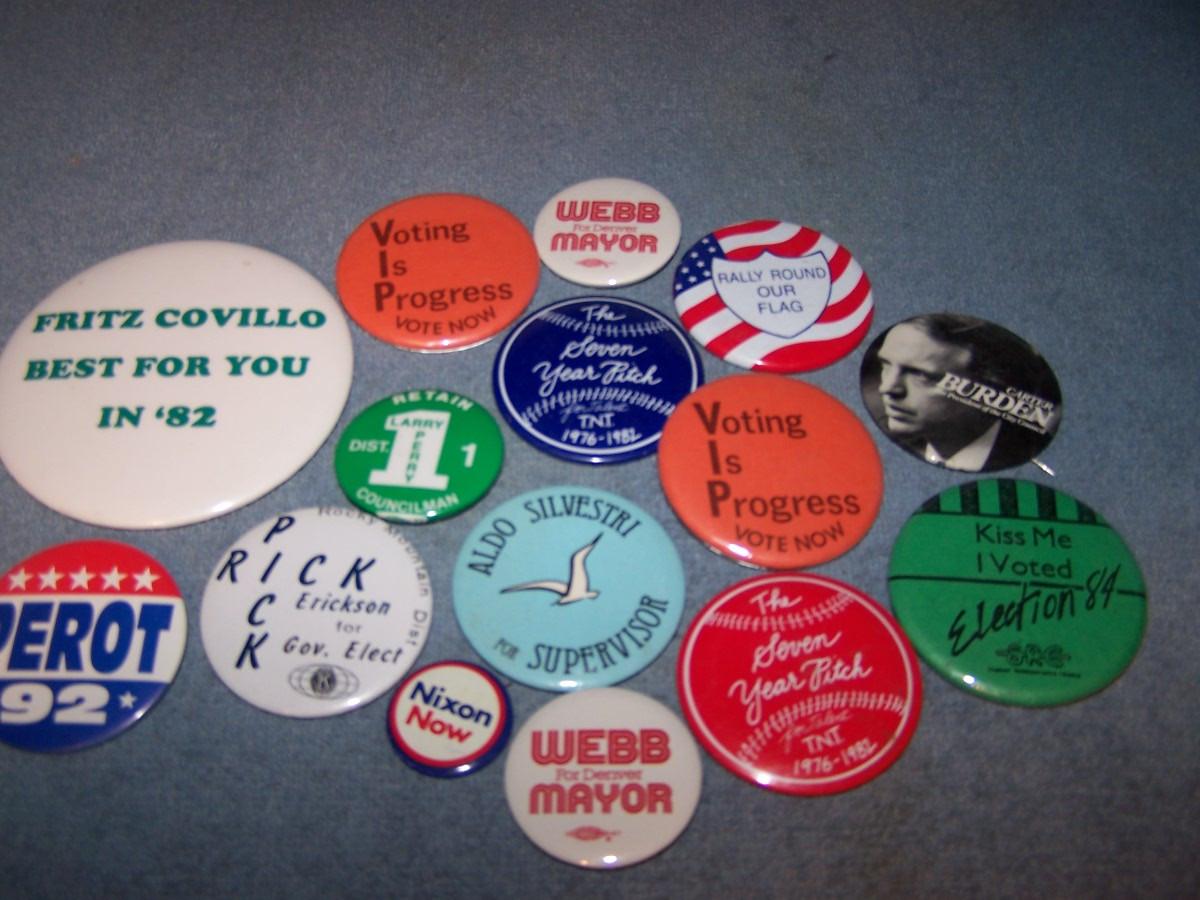 FRITZ COVILLO
BEST FOR YOU
IN '82
Voting
Is
Progress
VOTE NOW
WEBB
For Denver
MAYOR
RALLY ROUND
OUR
FLAG
The
Seven
Year Pitch
TNT
1976-1982
RETAIN
DIST. 1
LARRY
PERRY
1
COUNCILMAN
CARTER
BURDEN
Voting
Is
Progress
VOTE NOW
Kiss Me
I Voted
Election '84
PEROT
92
Rocky Mountain Dist
PICK
RICK
Erickson
for
Gov. Elect
K
ALDO SILVESTRI
FOR SUPERVISOR
Nixon
Now
WEBB
For Denver
MAYOR
The
Seven
Year Pitch
TNT
1976-1982